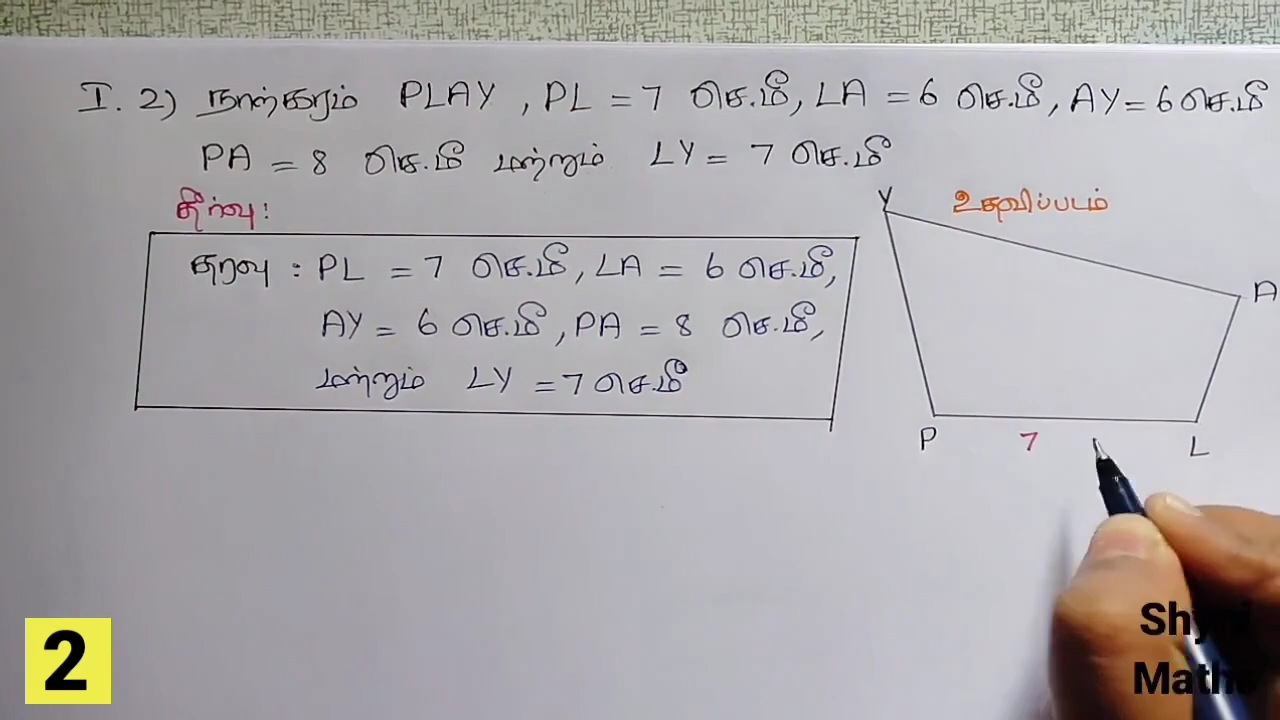 I. 2) நாற்கரம் PLAY, PL = 7 செ.மீ, LA = 6 செ.மீ, AY = 6 செ.மீ
PA = 8 செ.மீ மற்றும் LY = 7 செ.மீ
தீர்வு:
உதவிப்படம்
தரவு : PL = 7 செ.மீ, LA = 6 செ.மீ,
AY = 6 செ.மீ, PA = 8 செ.மீ,
மற்றும் LY = 7 செ.மீ
Y
A
P
7
L
2
Maths